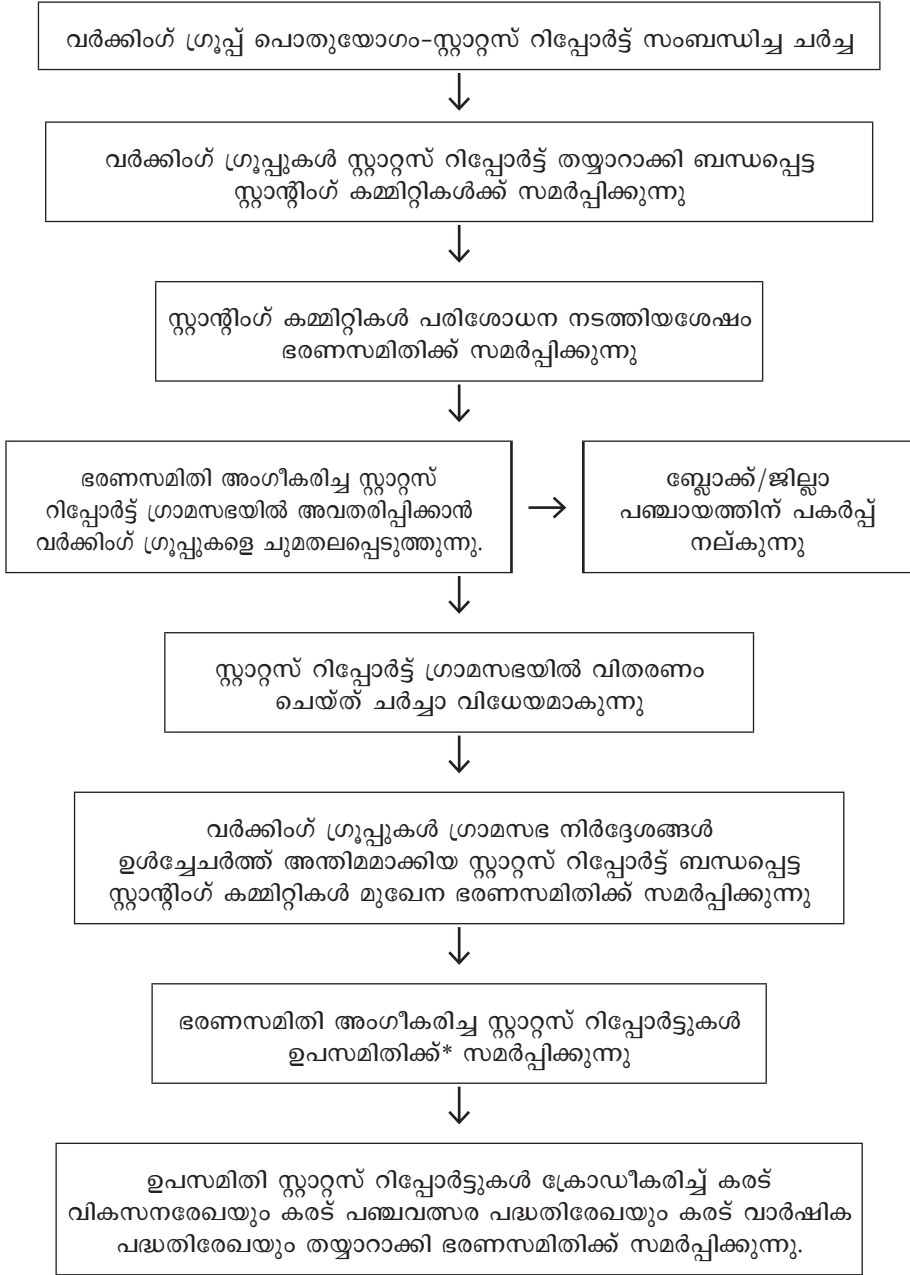 വർക്കിംഗ് ഗ്രൂപ്പ് പൊതുയോഗം-സ്റ്റാറ്റസ് റിപ്പോർട്ട് സംബന്ധിച്ച ചർച്ച
വർക്കിംഗ് ഗ്രൂപ്പുകൾ സ്റ്റാറ്റസ് റിപ്പോർട്ട് തയ്യാറാക്കി ബന്ധപ്പെട്ട
സ്റ്റാന്റിംഗ് കമ്മിറ്റികൾക്ക് സമർപ്പിക്കുന്നു
സ്റ്റാന്റിംഗ് കമ്മിറ്റികൾ പരിശോധന നടത്തിയശേഷം
ഭരണസമിതിക്ക് സമർപ്പിക്കുന്നു
ഭരണസമിതി അംഗീകരിച്ച സ്റ്റാറ്റസ്
റിപ്പോർട്ട് ഗ്രാമസഭയിൽ അവതരിപ്പിക്കാൻ
വർക്കിംഗ് ഗ്രൂപ്പുകളെ ചുമതലപ്പെടുത്തുന്നു.
ബ്ലോക്ക്/ജില്ലാ
പഞ്ചായത്തിന് പകർപ്പ്
നല്കുന്നു
സ്റ്റാറ്റസ് റിപ്പോർട്ട് ഗ്രാമസഭയിൽ വിതരണം
ചെയ്ത് ചർച്ചാ വിധേയമാകുന്നു
വർക്കിംഗ് ഗ്രൂപ്പുകൾ ഗ്രാമസഭ നിർദ്ദേശങ്ങൾ
ഉൾച്ചേചർത്ത് അന്തിമമാക്കിയ സ്റ്റാറ്റസ് റിപ്പോർട്ട് ബന്ധപ്പെട്ട
സ്റ്റാന്റിംഗ് കമ്മിറ്റികൾ മുഖേന ഭരണസമിതിക്ക് സമർപ്പിക്കുന്നു
ഭരണസമിതി അംഗീകരിച്ച സ്റ്റാറ്റസ് റിപ്പോർട്ടുകൾ
ഉപസമിതിക്ക്* സമർപ്പിക്കുന്നു
ഉപസമിതി സ്റ്റാറ്റസ് റിപ്പോർട്ടുകൾ ക്രോഡീകരിച്ച് കരട്
വികസനരേഖയും കരട് പഞ്ചവത്സര പദ്ധതിരേഖയും കരട് വാർഷിക
പദ്ധതിരേഖയും തയ്യാറാക്കി ഭരണസമിതിക്ക് സമർപ്പിക്കുന്നു.